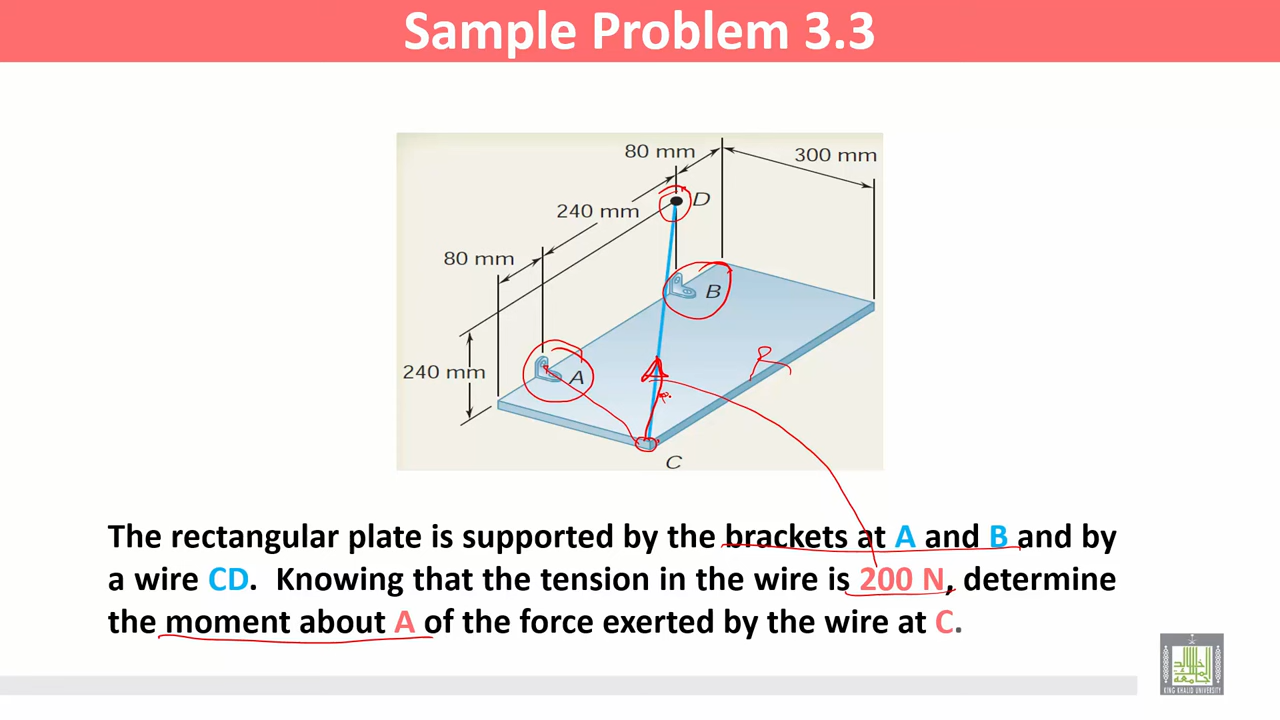 Sample Problem 3.3
80 mm
300 mm
D
240 mm
80 mm
B
240 mm
A
C
The rectangular plate is supported by the brackets at A and B and by
a wire CD. Knowing that the tension in the wire is 200 N, determine
the moment about A of the force exerted by the wire at C.
KING KHALID UNIVERSITY